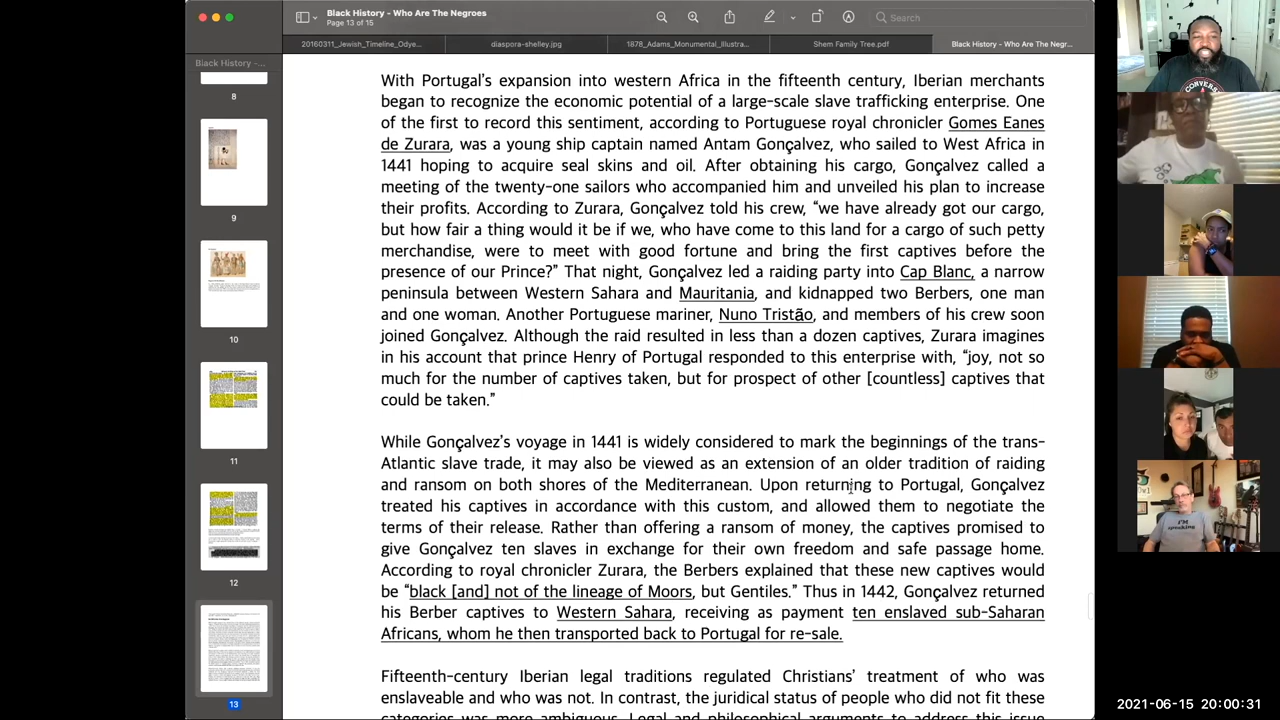 Black History - Who Are The Negroes
Page 13 of 15
Search
20160311_Jewish_Timeline_Odye...
diaspora-shelley.jpg
1878_Adams_Monumental_Illustra...
Shem Family Tree.pdf
Black History - Who Are The Negr...
Black History -...
8
9
10
11
12
13
With Portugal's expansion into western Africa in the fifteenth century, Iberian merchants
began to recognize the economic potential of a large-scale slave trafficking enterprise. One
of the first to record this sentiment, according to Portuguese royal chronicler Gomes Eanes
de Zurara, was a young ship captain named Antam Gonçalvez, who sailed to West Africa in
1441 hoping to acquire seal skins and oil. After obtaining his cargo, Gonçalvez called a
meeting of the twenty-one sailors who accompanied him and unveiled his plan to increase
their profits. According to Zurara, Gonçalvez told his crew, “we have already got our cargo,
but how fair a thing would it be if we, who have come to this land for a cargo of such petty
merchandise, were to meet with good fortune and bring the first captives before the
presence of our Prince?” That night, Gonçalvez led a raiding party into Cap Blanc, a narrow
peninsula between Western Sahara and Mauritania, and kidnapped two Berbers, one man
and one woman. Another Portuguese mariner, Nuno Tristão, and members of his crew soon
joined Gonçalvez. Although the raid resulted in less than a dozen captives, Zurara imagines
in his account that prince Henry of Portugal responded to this enterprise with, “joy, not so
much for the number of captives taken, but for prospect of other [countless] captives that
could be taken.”
While Gonçalvez's voyage in 1441 is widely considered to mark the beginnings of the trans-
Atlantic slave trade, it may also be viewed as an extension of an older tradition of raiding
and ransom on both shores of the Mediterranean. Upon returning to Portugal, Gonçalvez
treated his captives in accordance with this custom, and allowed them to negotiate the
terms of their release. Rather than offering a ransom of money, the captives promised to
give Gonçalvez ten slaves in exchange for their own freedom and safe passage home.
According to royal chronicler Zurara, the Berbers explained that these new captives would
be “black [and] not of the lineage of Moors, but Gentiles.” Thus in 1442, Gonçalvez returned
his Berber captives to Western Sahara, receiving as payment ten enslaved sub-Saharan
Africans, whom he then transported back to Portugal for re-sale.
Fifteenth-century Iberian legal traditions regulated Christians' treatment of who was
enslaveable and who was not. In contrast, the juridical status of people who did not fit these
categories was more ambiguous. Legal and philosophical arguments to address this issue
I'M
speaking
2021-06-15 20:00:31